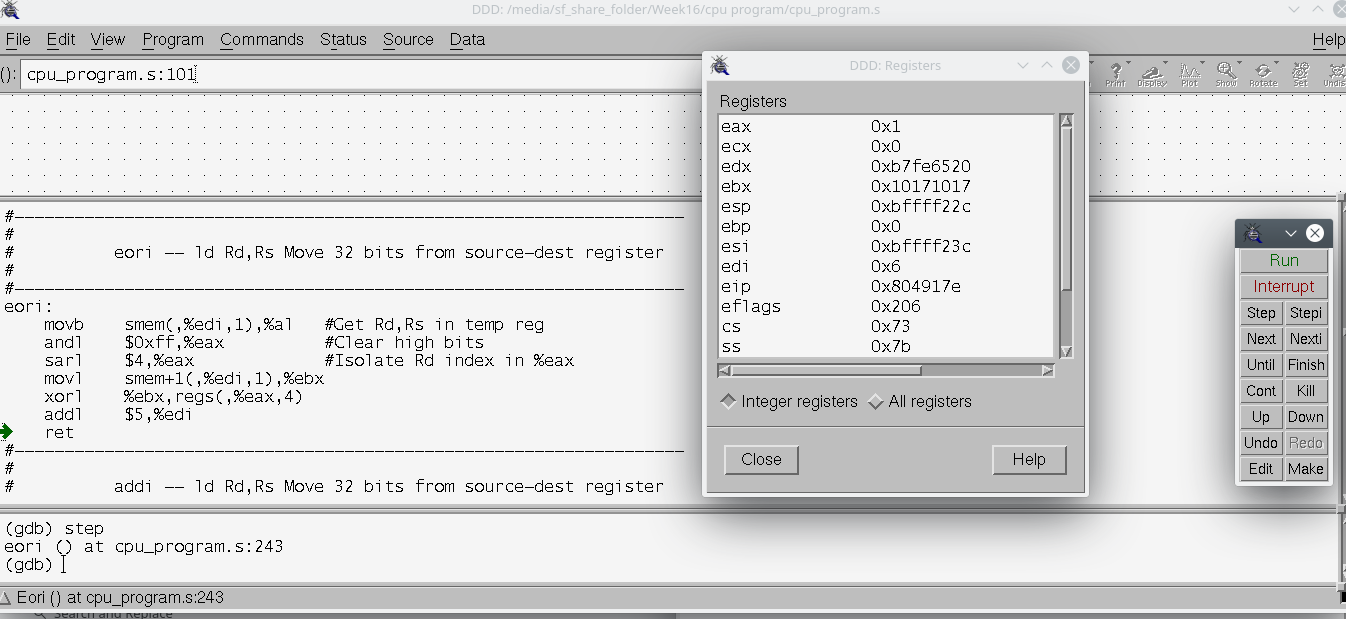 DDD: /media/sf_share_folder/Week16/cpu program/cpu_program.s
File Edit View Program Commands Status Source Data Help
(): cpu_program.s:101
Print Display Plot Show Rotate Set Undis
#-------------------------------------------------------------------
#
# eori -- ld Rd,Rs Move 32 bits from source-dest register
#
#-------------------------------------------------------------------
eori:
movb smem(,%edi,1),%al #Get Rd,Rs in temp reg
andl $0xff,%eax #Clear high bits
sarl $4,%eax #Isolate Rd index in %eax
movl smem+1(,%edi,1),%ebx
xorl %ebx,regs(,%eax,4)
addl $5,%edi
ret
#-------------------------------------------------------------------
#
# addi -- ld Rd,Rs Move 32 bits from source-dest register
(gdb) step
eori () at cpu_program.s:243
(gdb)
Eori () at cpu_program.s:243
Search and Replace
DDD: Registers
Registers
eax 0x1
ecx 0x0
edx 0xb7fe6520
ebx 0x10171017
esp 0xbffff22c
ebp 0x0
esi 0xbffff23c
edi 0x6
eip 0x804917e
eflags 0x206
cs 0x73
ss 0x7b
Integer registers All registers
Close Help
Run
Interrupt
Step Stepi
Next Nexti
Until Finish
Cont Kill
Up Down
Undo Redo
Edit Make